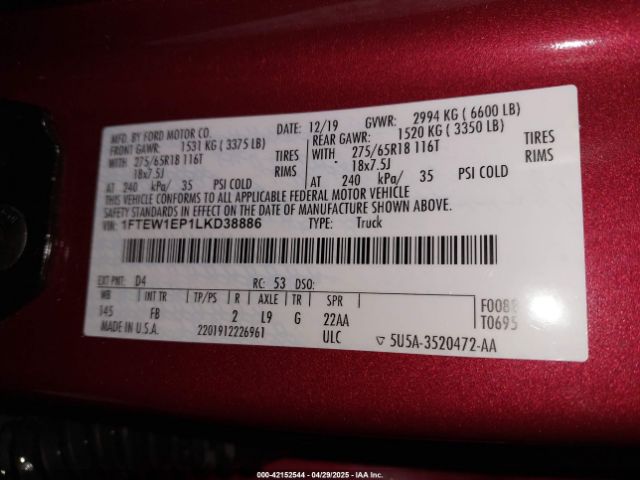 MFD. BY FORD MOTOR CO.
DATE: 12/19 GVWR: 2994 KG ( 6600 LB)
FRONT GAWR: 1531 KG ( 3375 LB) REAR GAWR: 1520 KG ( 3350 LB)
WITH 275/65R18 116T TIRES WITH 275/65R18 116T TIRES
18x7.5J RIMS 18x7.5J RIMS
AT 240 kPa/ 35 PSI COLD AT 240 kPa/ 35 PSI COLD
THIS VEHICLE CONFORMS TO ALL APPLICABLE FEDERAL MOTOR VEHICLE
SAFETY STANDARDS IN EFFECT ON THE DATE OF MANUFACTURE SHOWN ABOVE.
VIN: 1FTEW1EP1LKD38886 TYPE: Truck
EXT PNT: D4 RC: 53 DSO:
WB INT TR TP/PS R AXLE TR SPR
145 FB 2 L9 G 22AA
F008
T0695
MADE IN U.S.A. 2201912226961 ULC ▽ 5U5A-3520472-AA
000-42152544 - 04/29/2025 - IAA Inc.